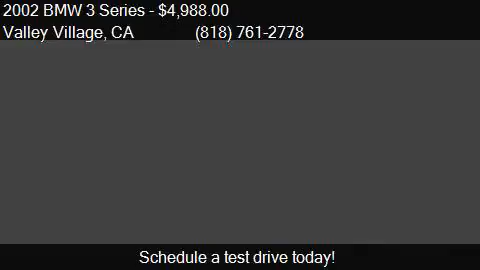 2002 BMW 3 Series - $4,988.00
Valley Village, CA (818) 761-2778
Schedule a test drive today!